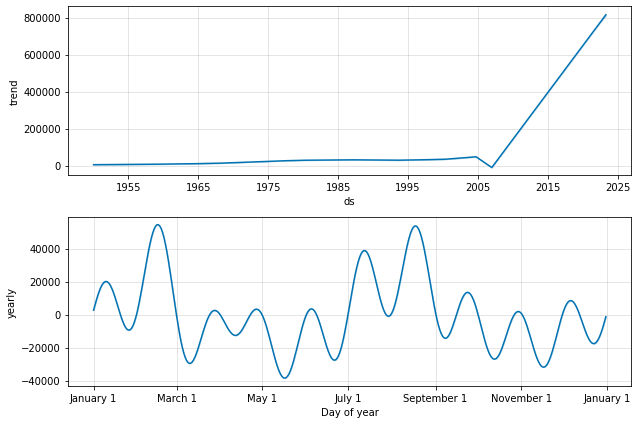 800000
600000
400000
200000
0
trend
1955 1965 1975 1985 1995 2005 2015 2025
ds
40000
20000
0
−20000
−40000
yearly
January 1 March 1 May 1 July 1 September 1 November 1 January 1
Day of year